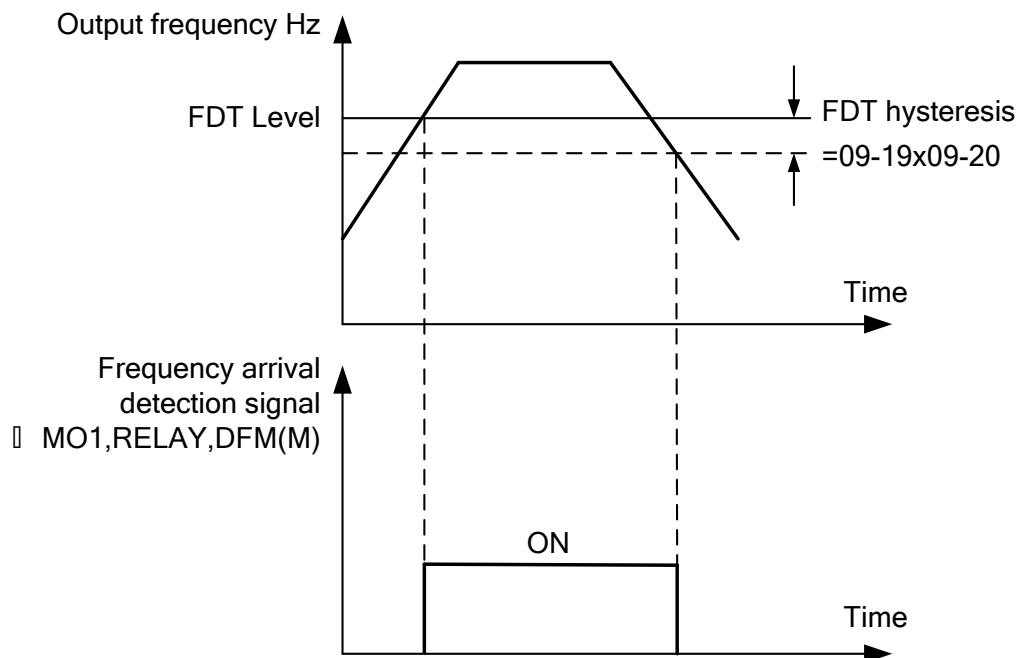 Output frequency Hz
FDT Level
FDT hysteresis
=09-19x09-20
Time
Frequency arrival
detection signal
MO1,RELAY,DFM(M)
ON
Time